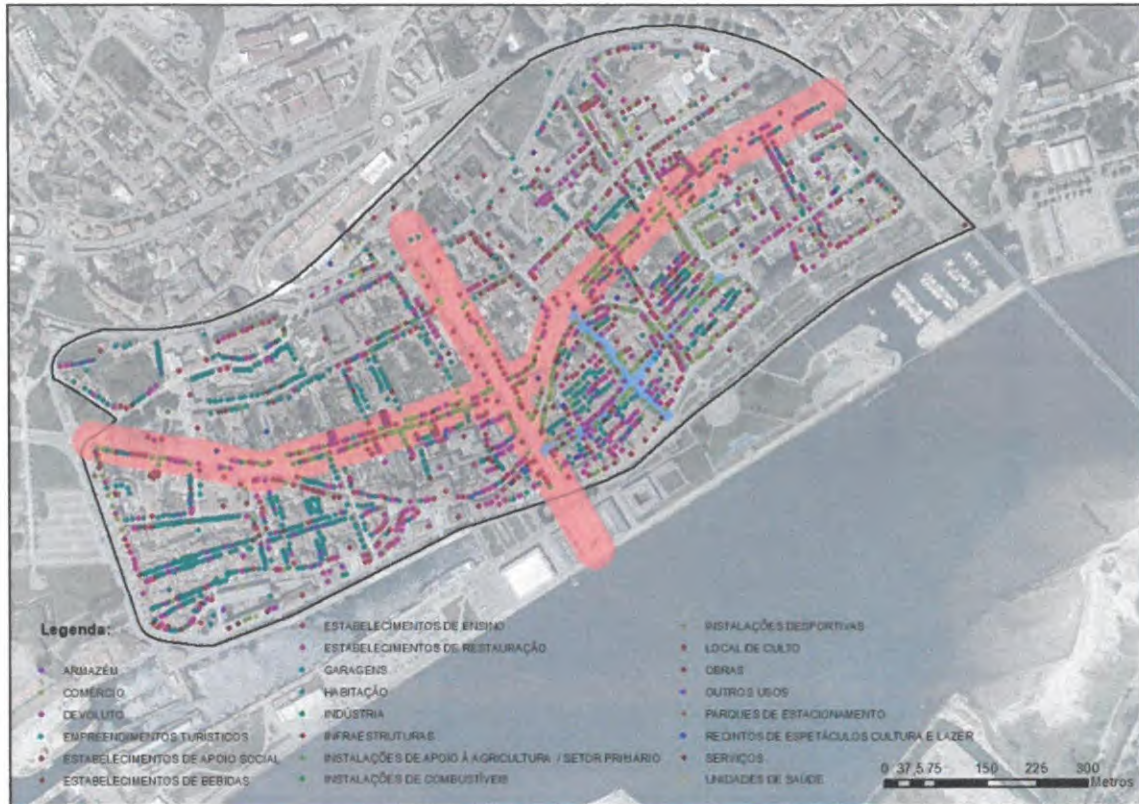 Legenda:
ARMAZÉM
COMÉRCIO
DEVOLUTO
EMPREENDIMENTOS TURÍSTICOS
ESTABELECIMENTOS DE APOIO SOCIAL
ESTABELECIMENTOS DE BEBIDAS
ESTABELECIMENTOS DE ENSINO
ESTABELECIMENTOS DE RESTAURAÇÃO
GARAGENS
HABITAÇÃO
INDÚSTRIA
INFRAESTRUTURAS
INSTALAÇÕES DE APOIO À AGRICULTURA / SETOR PRIMÁRIO
INSTALAÇÕES DE COMBUSTÍVEIS
INSTALAÇÕES DESPORTIVAS
LOCAL DE CULTO
OBRAS
OUTROS USOS
PARQUES DE ESTACIONAMENTO
RECINTOS DE ESPETÁCULOS CULTURA E LAZER
SERVIÇOS
UNIDADES DE SAÚDE
0 37,5 75 150 225 300
Metros